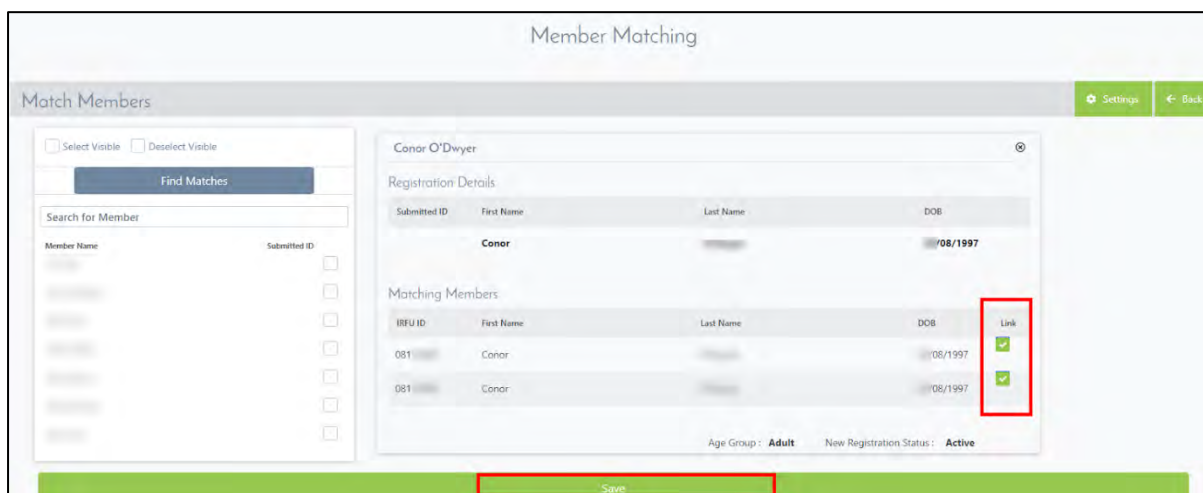 Member Matching
Match Members
Settings
← Back
Select Visible Deselect Visible
Find Matches
Search for Member
Member Name Submitted ID
Conor O'Dwyer
Registration Details
Submitted ID First Name Last Name DOB
Conor /08/1997
Matching Members
IRFU ID First Name Last Name DOB Link
081 Conor /08/1997
081 Conor /08/1997
Age Group : Adult New Registration Status : Active
Save